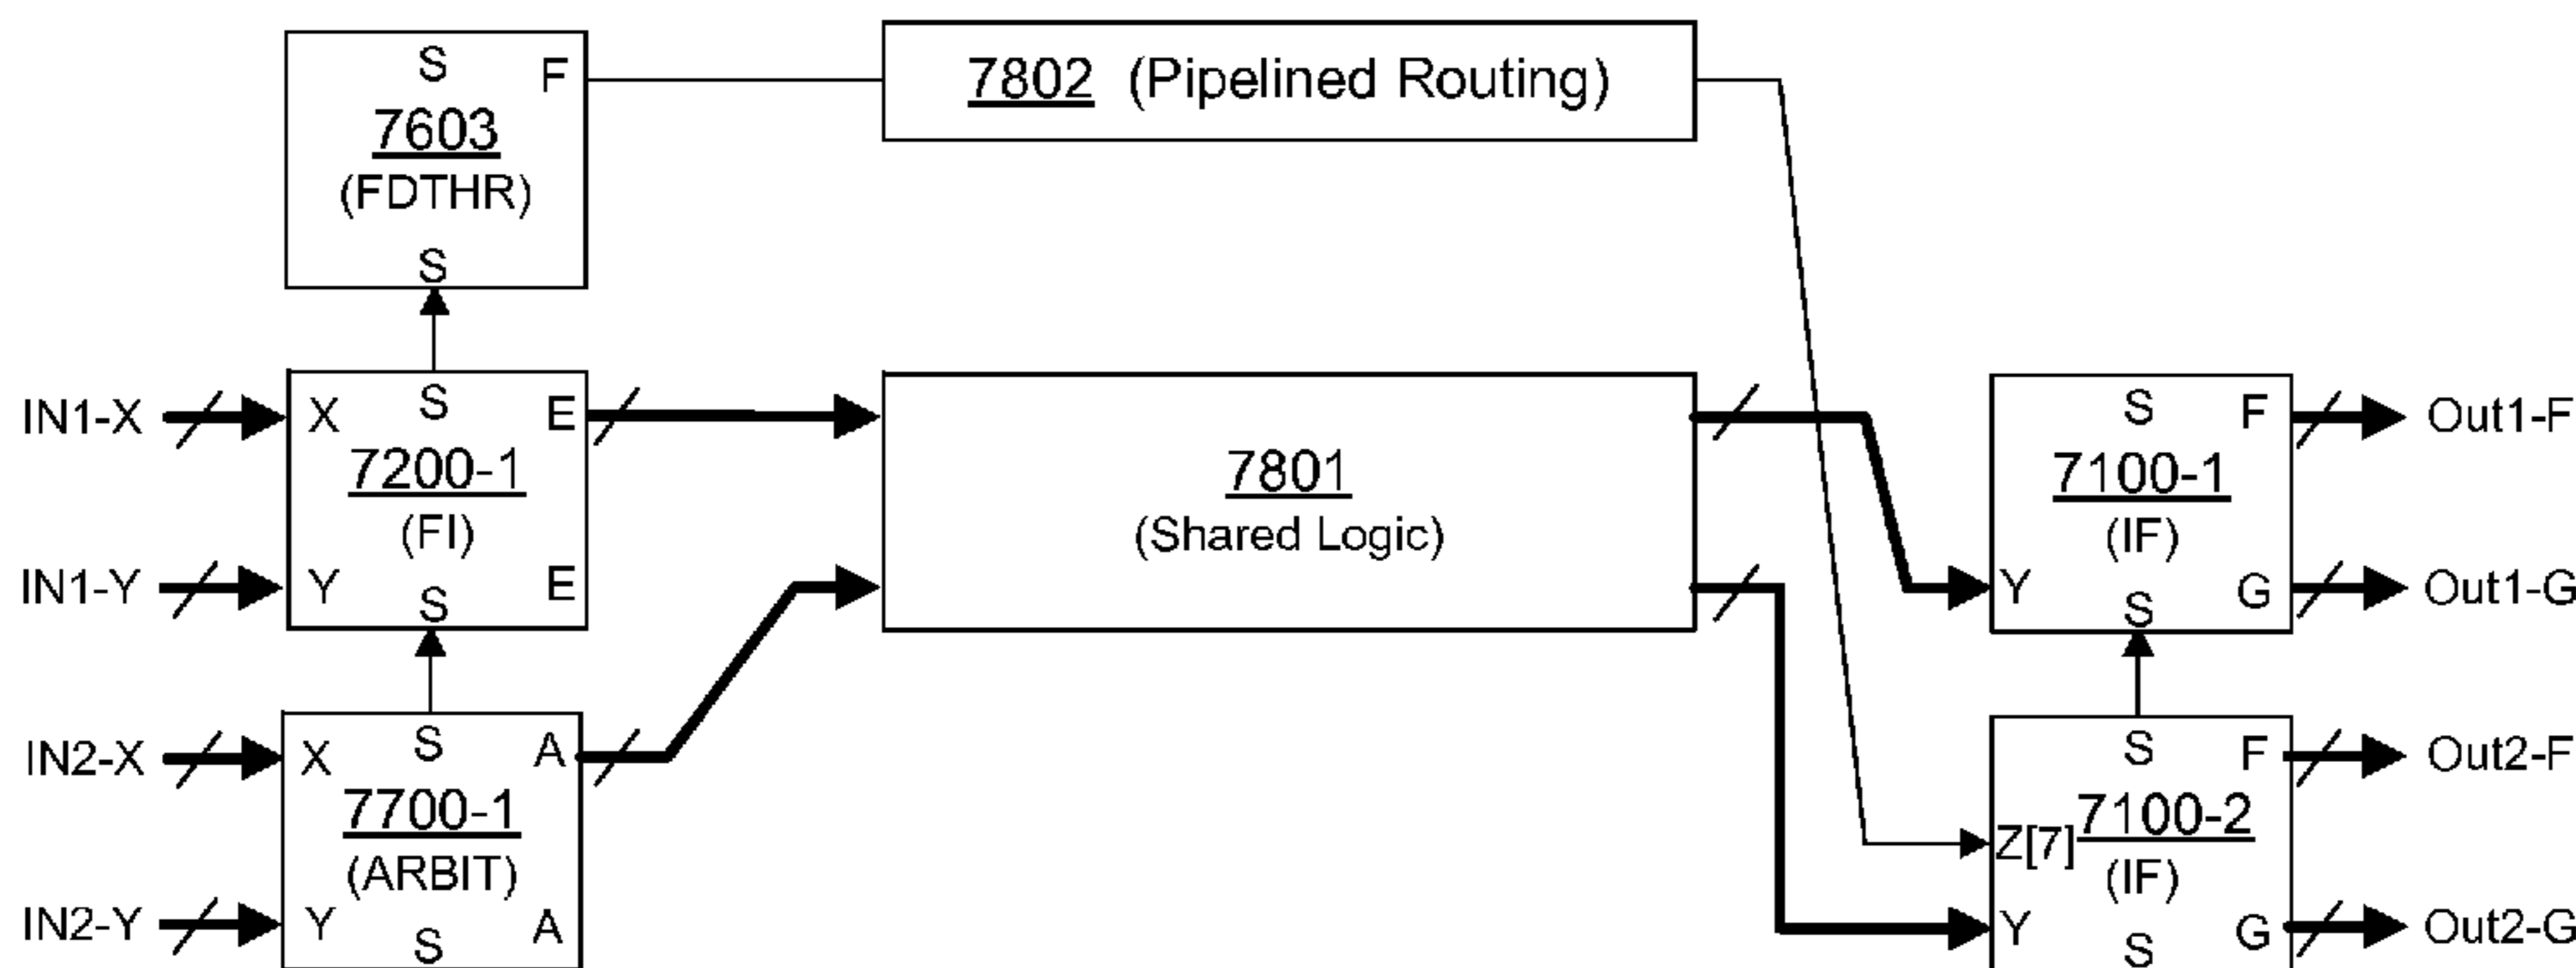 S
F
7603
(FDTHR)
S
7802 (Pipelined Routing)
IN1-X
X
S
E
7200-1
(FI)
IN1-Y
Y
S
E
7801
(Shared Logic)
S
F
Out1-F
7100-1
(IF)
Y
S
G
Out1-G
IN2-X
X
S
A
7700-1
(ARBIT)
IN2-Y
Y
S
A
S
F
Out2-F
Z[7]
7100-2
(IF)
Y
S
G
Out2-G